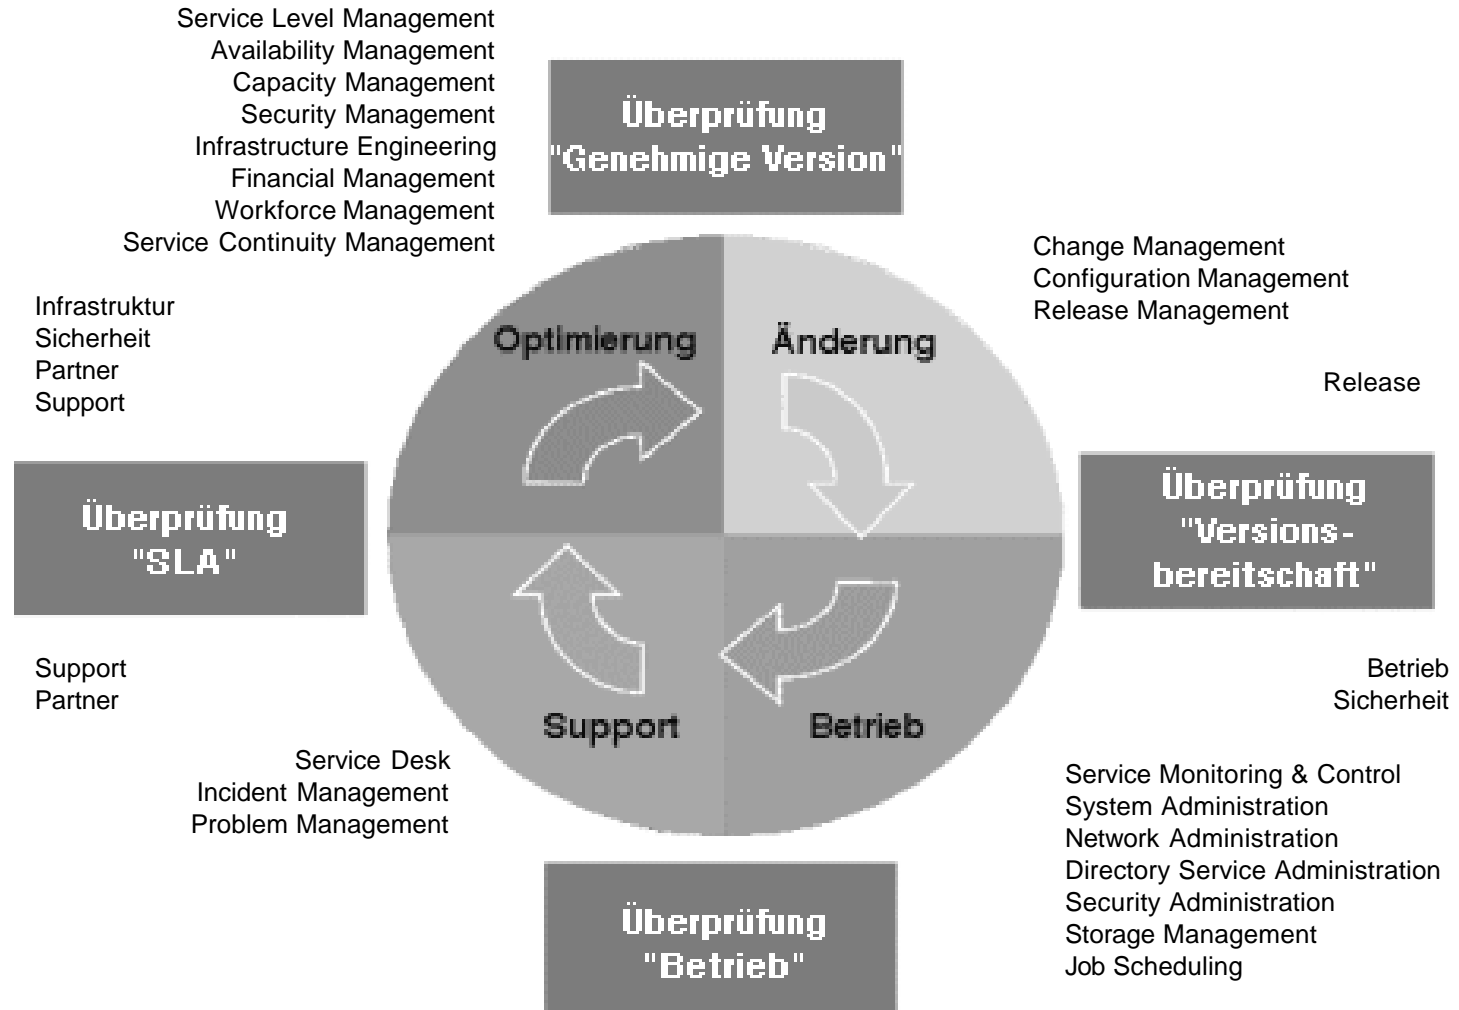 Service Level Management
Availability Management
Capacity Management
Security Management
Infrastructure Engineering
Financial Management
Workforce Management
Service Continuity Management
Überprüfung
"Genehmige Version"
Change Management
Configuration Management
Release Management
Infrastruktur
Sicherheit
Partner
Support
Optimierung
Änderung
Release
Überprüfung
"SLA"
Überprüfung
"Versions-
bereitschaft"
Support
Partner
Support
Betrieb
Betrieb
Sicherheit
Service Desk
Incident Management
Problem Management
Service Monitoring & Control
System Administration
Network Administration
Directory Service Administration
Security Administration
Storage Management
Job Scheduling
Überprüfung
"Betrieb"